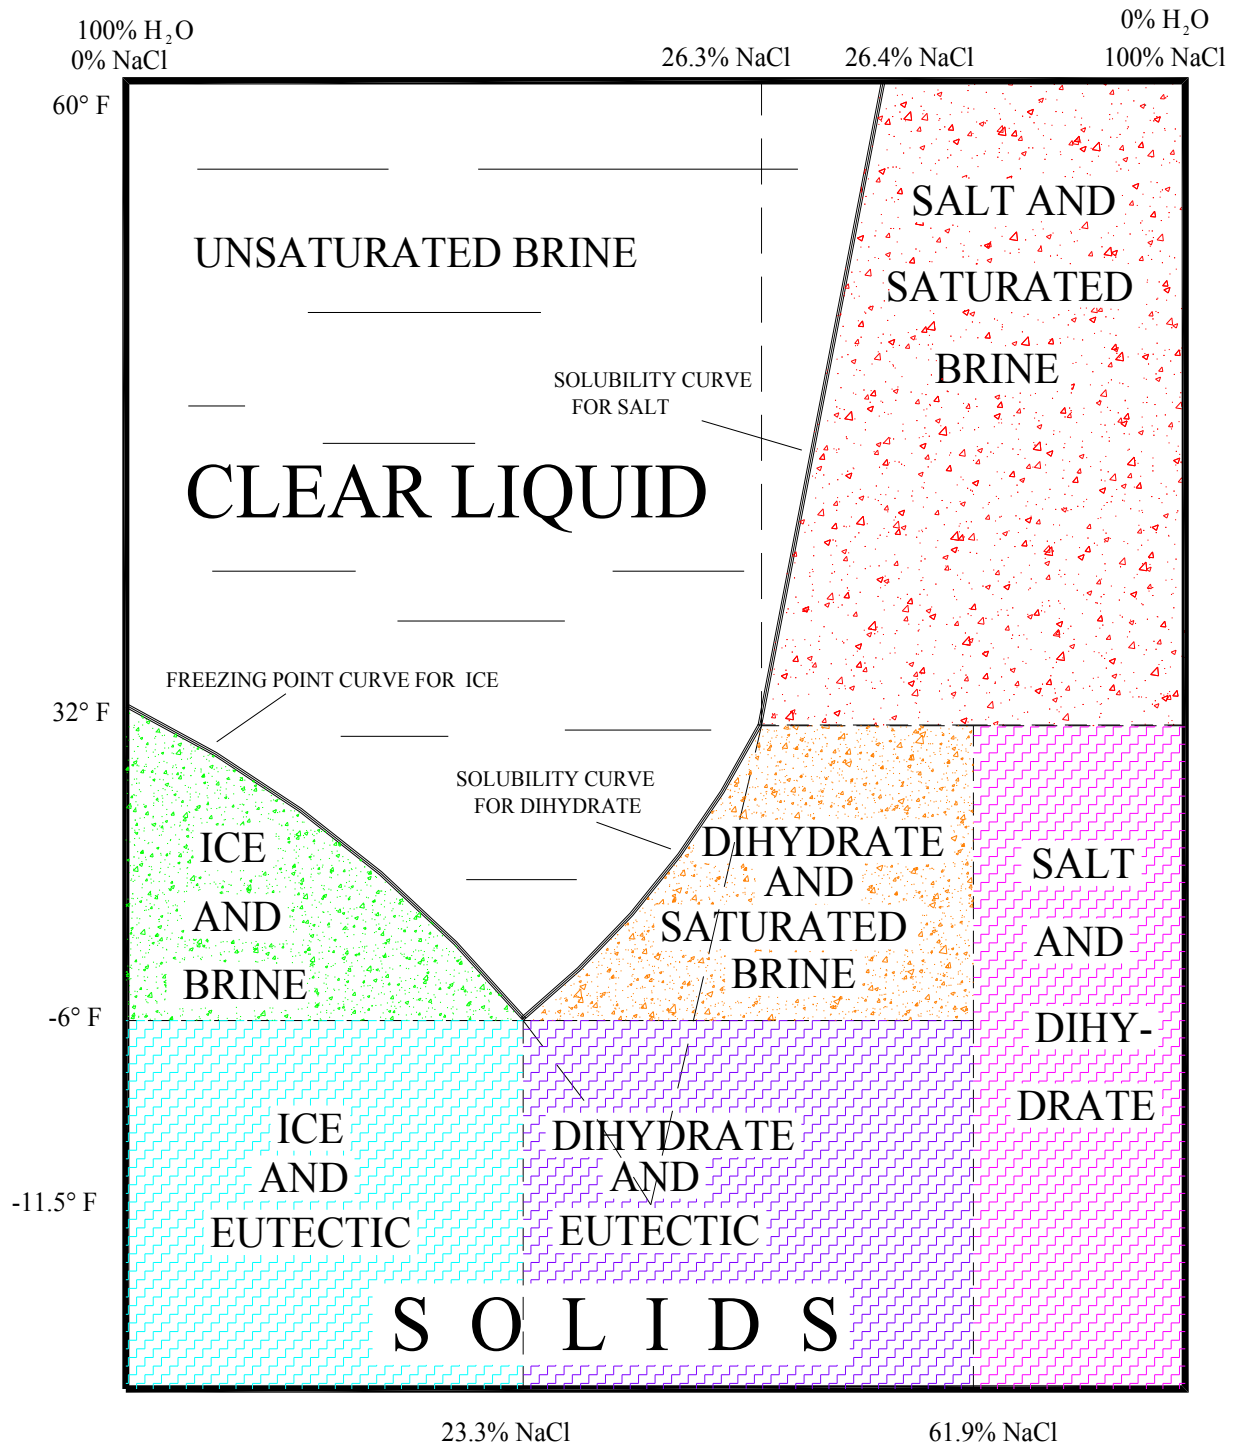 100% H₂O
0% NaCl
26.3% NaCl
26.4% NaCl
0% H₂O
100% NaCl
60° F
UNSATURATED BRINE
SALT AND
SATURATED
BRINE
SOLUBILITY CURVE
FOR SALT
CLEAR LIQUID
FREEZING POINT CURVE FOR ICE
32° F
SOLUBILITY CURVE
FOR DIHYDRATE
ICE
AND
BRINE
DIHYDRATE
AND
SATURATED
BRINE
SALT
AND
DIHY-
DRATE
-6° F
ICE
AND
EUTECTIC
DIHYDRATE
AND
EUTECTIC
-11.5° F
SOLIDS
23.3% NaCl
61.9% NaCl